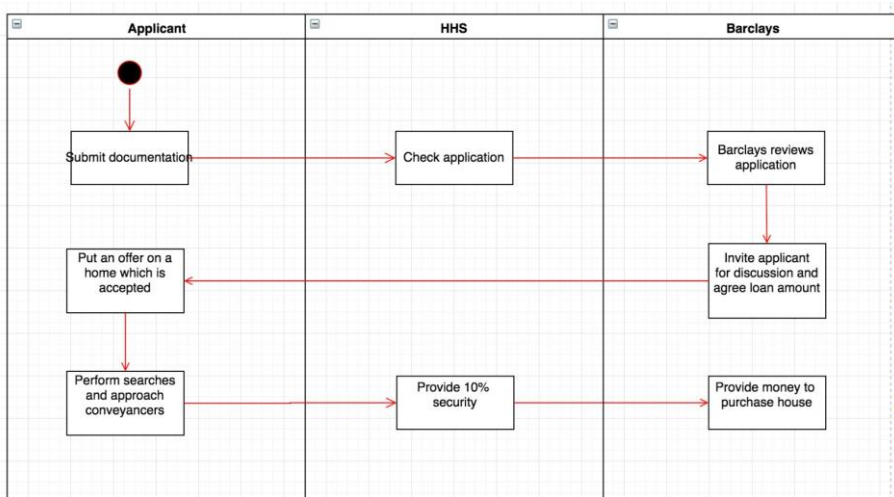 Applicant
HHS
Barclays
Submit documentation
Check application
Barclays reviews
application
Put an offer on a
home which is
accepted
Invite applicant
for discussion and
agree loan amount
Perform searches
and approach
conveyancers
Provide 10%
security
Provide money to
purchase house